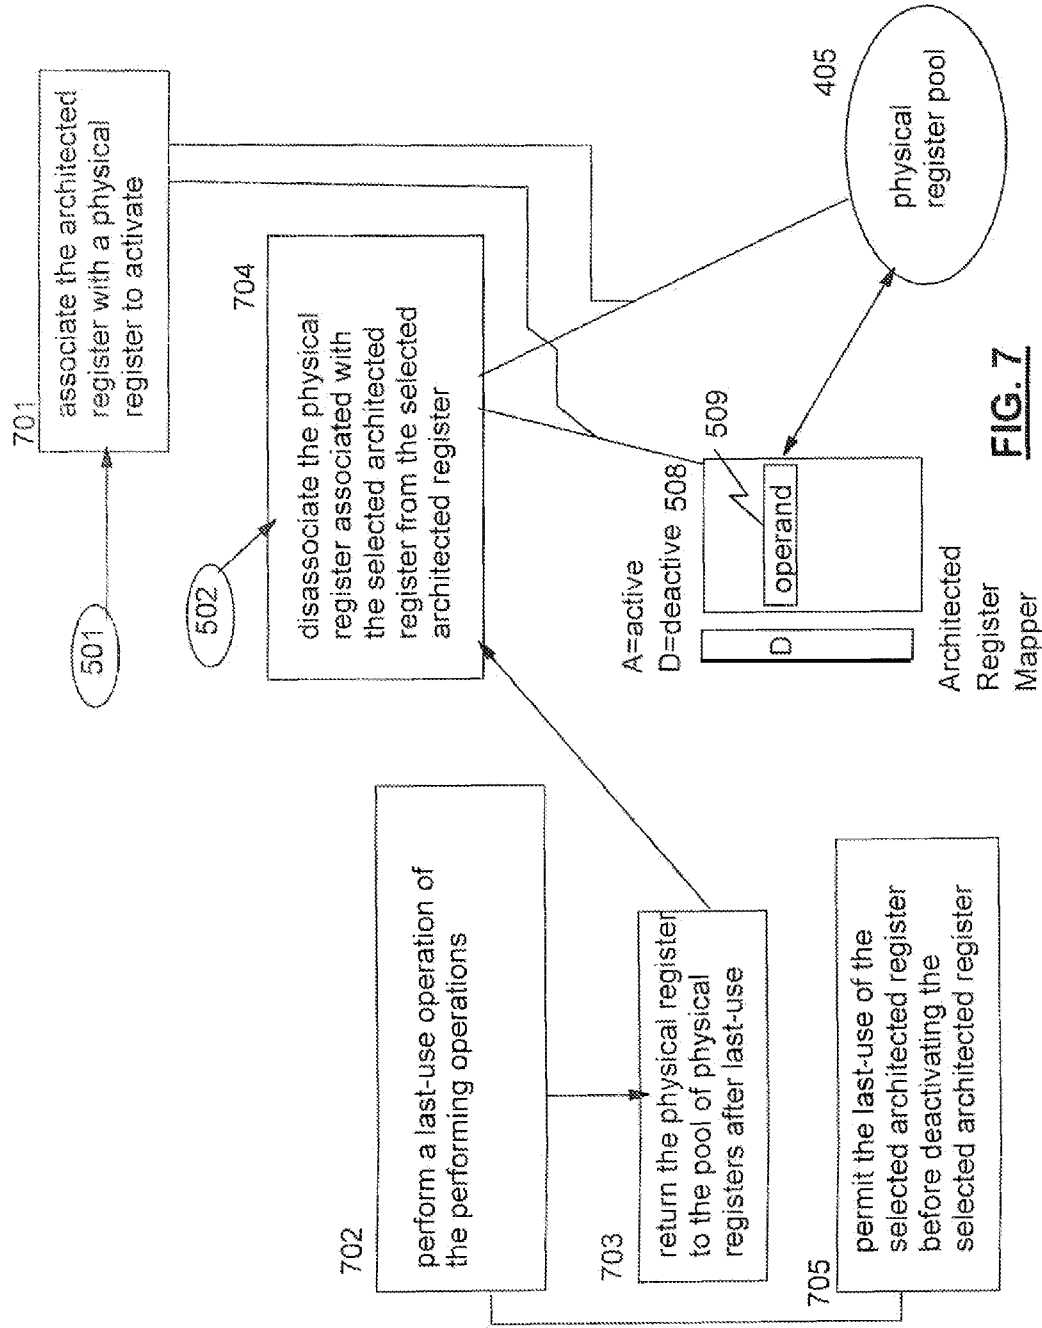 702
perform a last-use operation of
the performing operations
703
return the physical register
to the pool of physical
registers after last-use
705
permit the last-use of the
selected architected register
before deactivating the
selected architected register
501
701
associate the architected
register with a physical
register to activate
502
704
disassociate the physical
register associated with
the selected architected
register from the selected
architected register
A=active
D=deactive 508
509
D
operand
Architected
Register
Mapper
405
physical
register pool
FIG. 7